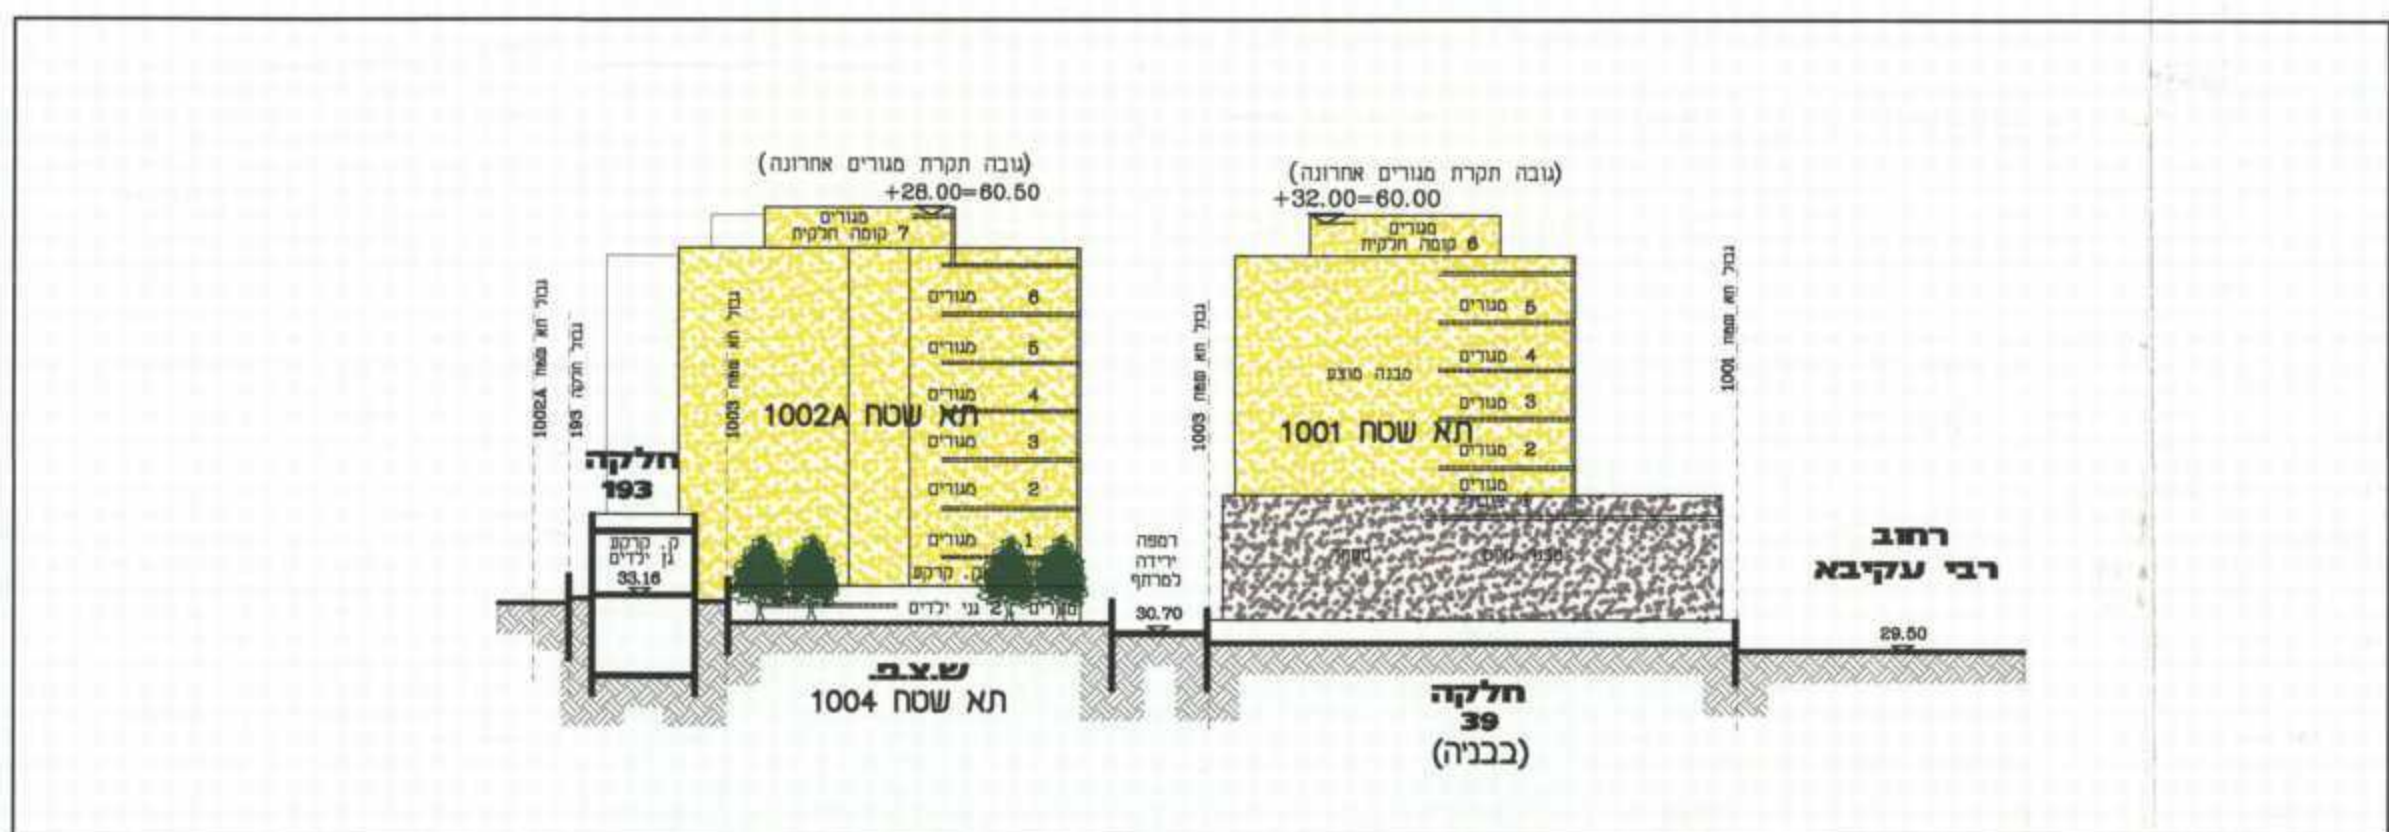 (גובה תקרת מגורים אחרונה)
+28.00=60.50
מגורים
7 קומה חלקית
(גובה תקרת מגורים אחרונה)
+32.00=60.00
מגורים
6 קומה חלקית
גבול תא שטח 1002A
גבול חלקה 193
גבול תא שטח 1003
גבול תא שטח 1003
גבול תא שטח 1001
6 מגורים
5 מגורים
4 מגורים
תא שטח 1002A
3 מגורים
2 מגורים
1 מגורים
ק. קרקע
מגורים 2 גני ילדים
5 מגורים
4 מגורים
מבנה מוצע
3 מגורים
תא שטח 1001
2 מגורים
מגורים
חלקה
193
ק. קרקע
גן ילדים
33.16
רמפה
ירידה
למרתף
30.70
רחוב
רבי עקיבא
29.50
ש.צ.פ.
תא שטח 1004
חלקה
39
(בבניה)